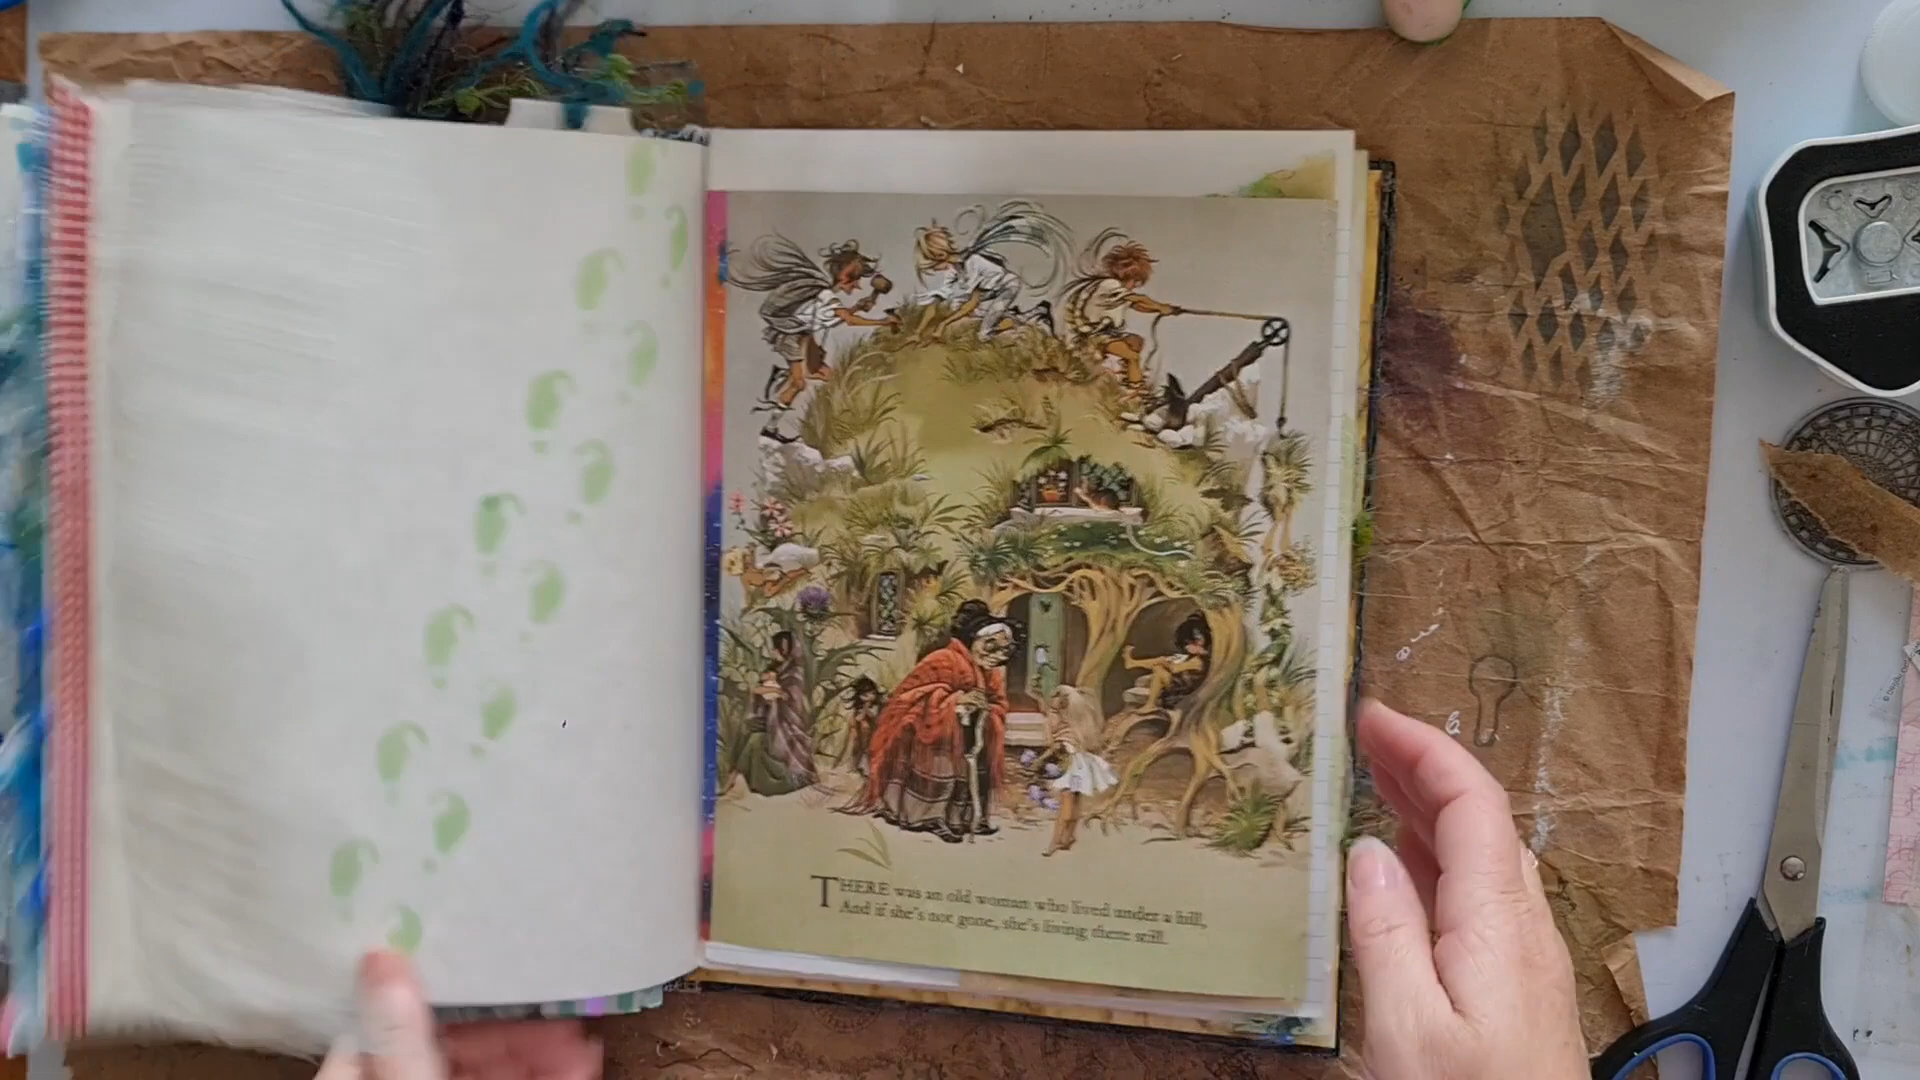 THERE was an old woman who lived under a hill,
And if she's not gone, she's living there still.